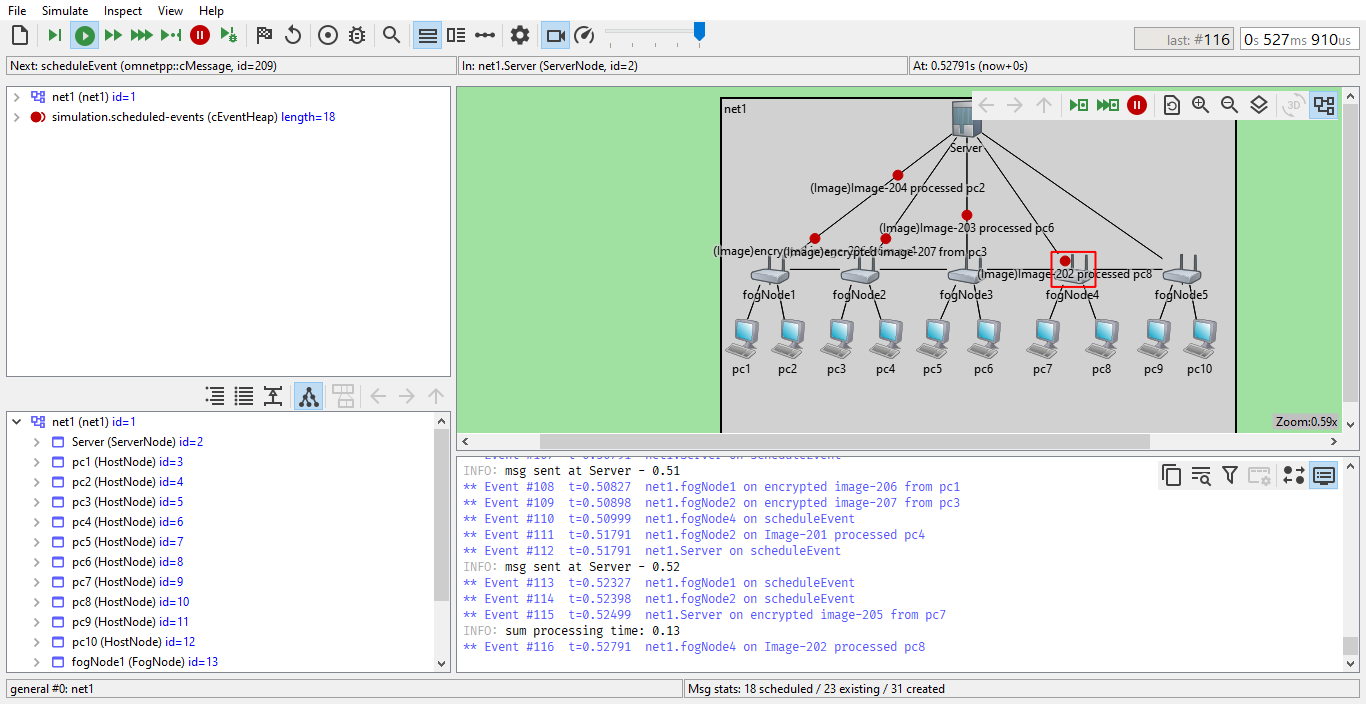 File Simulate Inspect View Help
last: #116 0s 527ms 910us
Next: scheduleEvent (omnetpp::cMessage, id=209) In: net1.Server (ServerNode, id=2) At: 0.52791s (now+0s)
net1 (net1) id=1
simulation.scheduled-events (cEventHeap) length=18
net1
3D
Server
(Image)Image-204 processed pc2
(Image)Image-203 processed pc6
(Image)encrypted image-207 from pc3
(Image)Image-202 processed pc8
fogNode1 fogNode2 fogNode3 fogNode4 fogNode5
pc1 pc2 pc3 pc4 pc5 pc6 pc7 pc8 pc9 pc10
Zoom:0.59x
net1 (net1) id=1
Server (ServerNode) id=2
pc1 (HostNode) id=3
pc2 (HostNode) id=4
pc3 (HostNode) id=5
pc4 (HostNode) id=6
pc5 (HostNode) id=7
pc6 (HostNode) id=8
pc7 (HostNode) id=9
pc8 (HostNode) id=10
pc9 (HostNode) id=11
pc10 (HostNode) id=12
fogNode1 (FogNode) id=13
INFO: msg sent at Server - 0.51
** Event #108 t=0.50827 net1.fogNode1 on encrypted image-206 from pc1
** Event #109 t=0.50898 net1.fogNode2 on encrypted image-207 from pc3
** Event #110 t=0.50999 net1.fogNode4 on scheduleEvent
** Event #111 t=0.51791 net1.fogNode2 on Image-201 processed pc4
** Event #112 t=0.51791 net1.Server on scheduleEvent
INFO: msg sent at Server - 0.52
** Event #113 t=0.52327 net1.fogNode1 on scheduleEvent
** Event #114 t=0.52398 net1.fogNode2 on scheduleEvent
** Event #115 t=0.52499 net1.Server on encrypted image-205 from pc7
INFO: sum processing time: 0.13
** Event #116 t=0.52791 net1.fogNode4 on Image-202 processed pc8
general #0: net1 Msg stats: 18 scheduled / 23 existing / 31 created